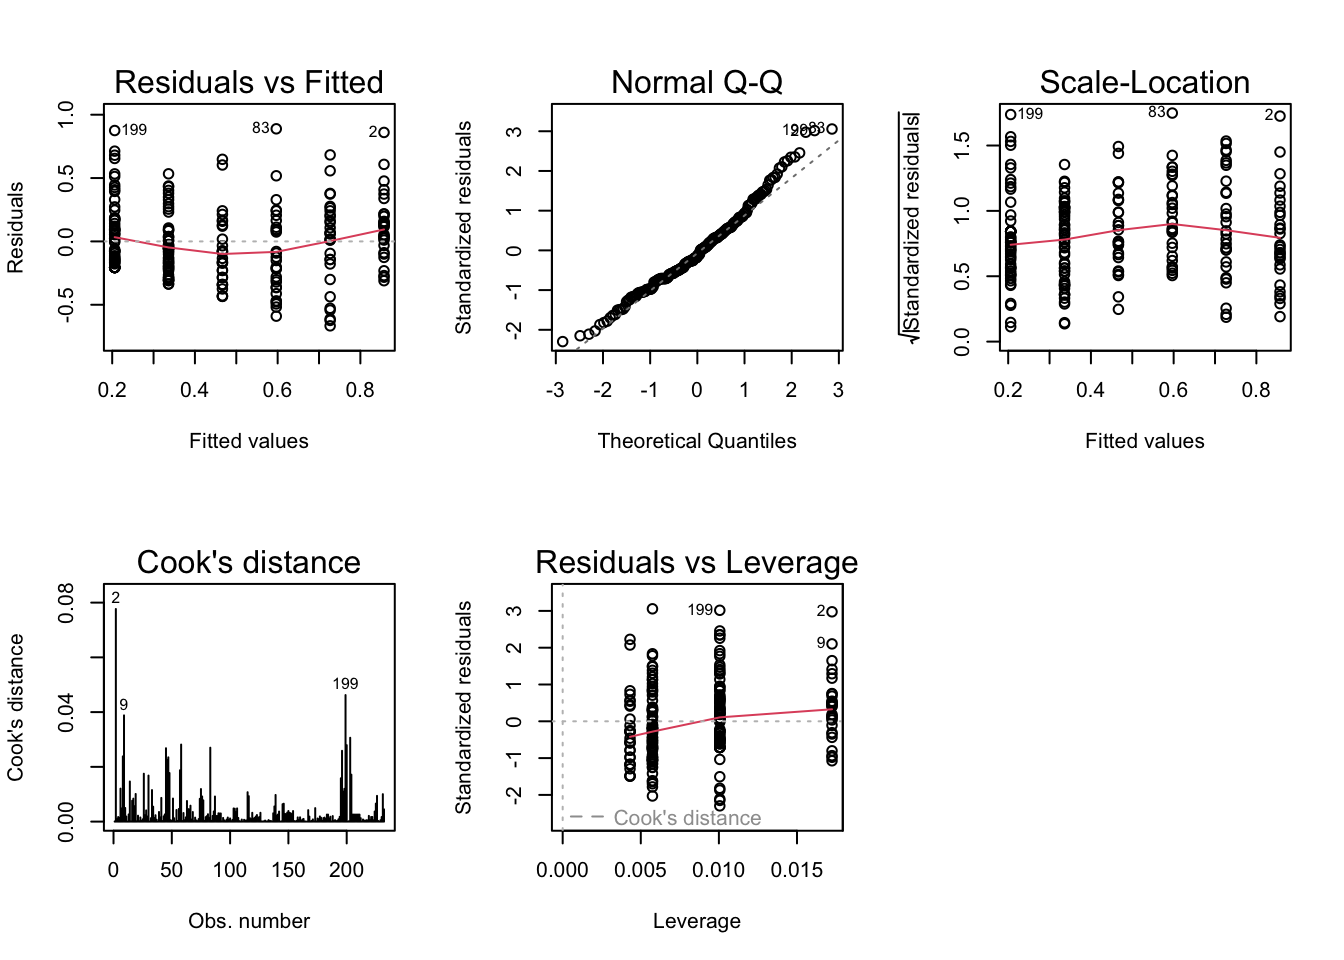 Residuals vs Fitted
Residuals
1.0
0.5
0.0
-0.5
199
83
2
0.2 0.4 0.6 0.8
Fitted values
Normal Q-Q
Standardized residuals
3
2
1
0
-1
-2
83
-3 -2 -1 0 1 2 3
Theoretical Quantiles
Scale-Location
√|Standardized residuals|
1.5
1.0
0.5
0.0
199
83
2
0.2 0.4 0.6 0.8
Fitted values
Cook's distance
Cook's distance
0.08
0.04
0.00
2
9
199
0 50 100 150 200
Obs. number
Residuals vs Leverage
Standardized residuals
3
2
1
0
-1
-2
199
2
9
Cook's distance
0.000 0.005 0.010 0.015
Leverage